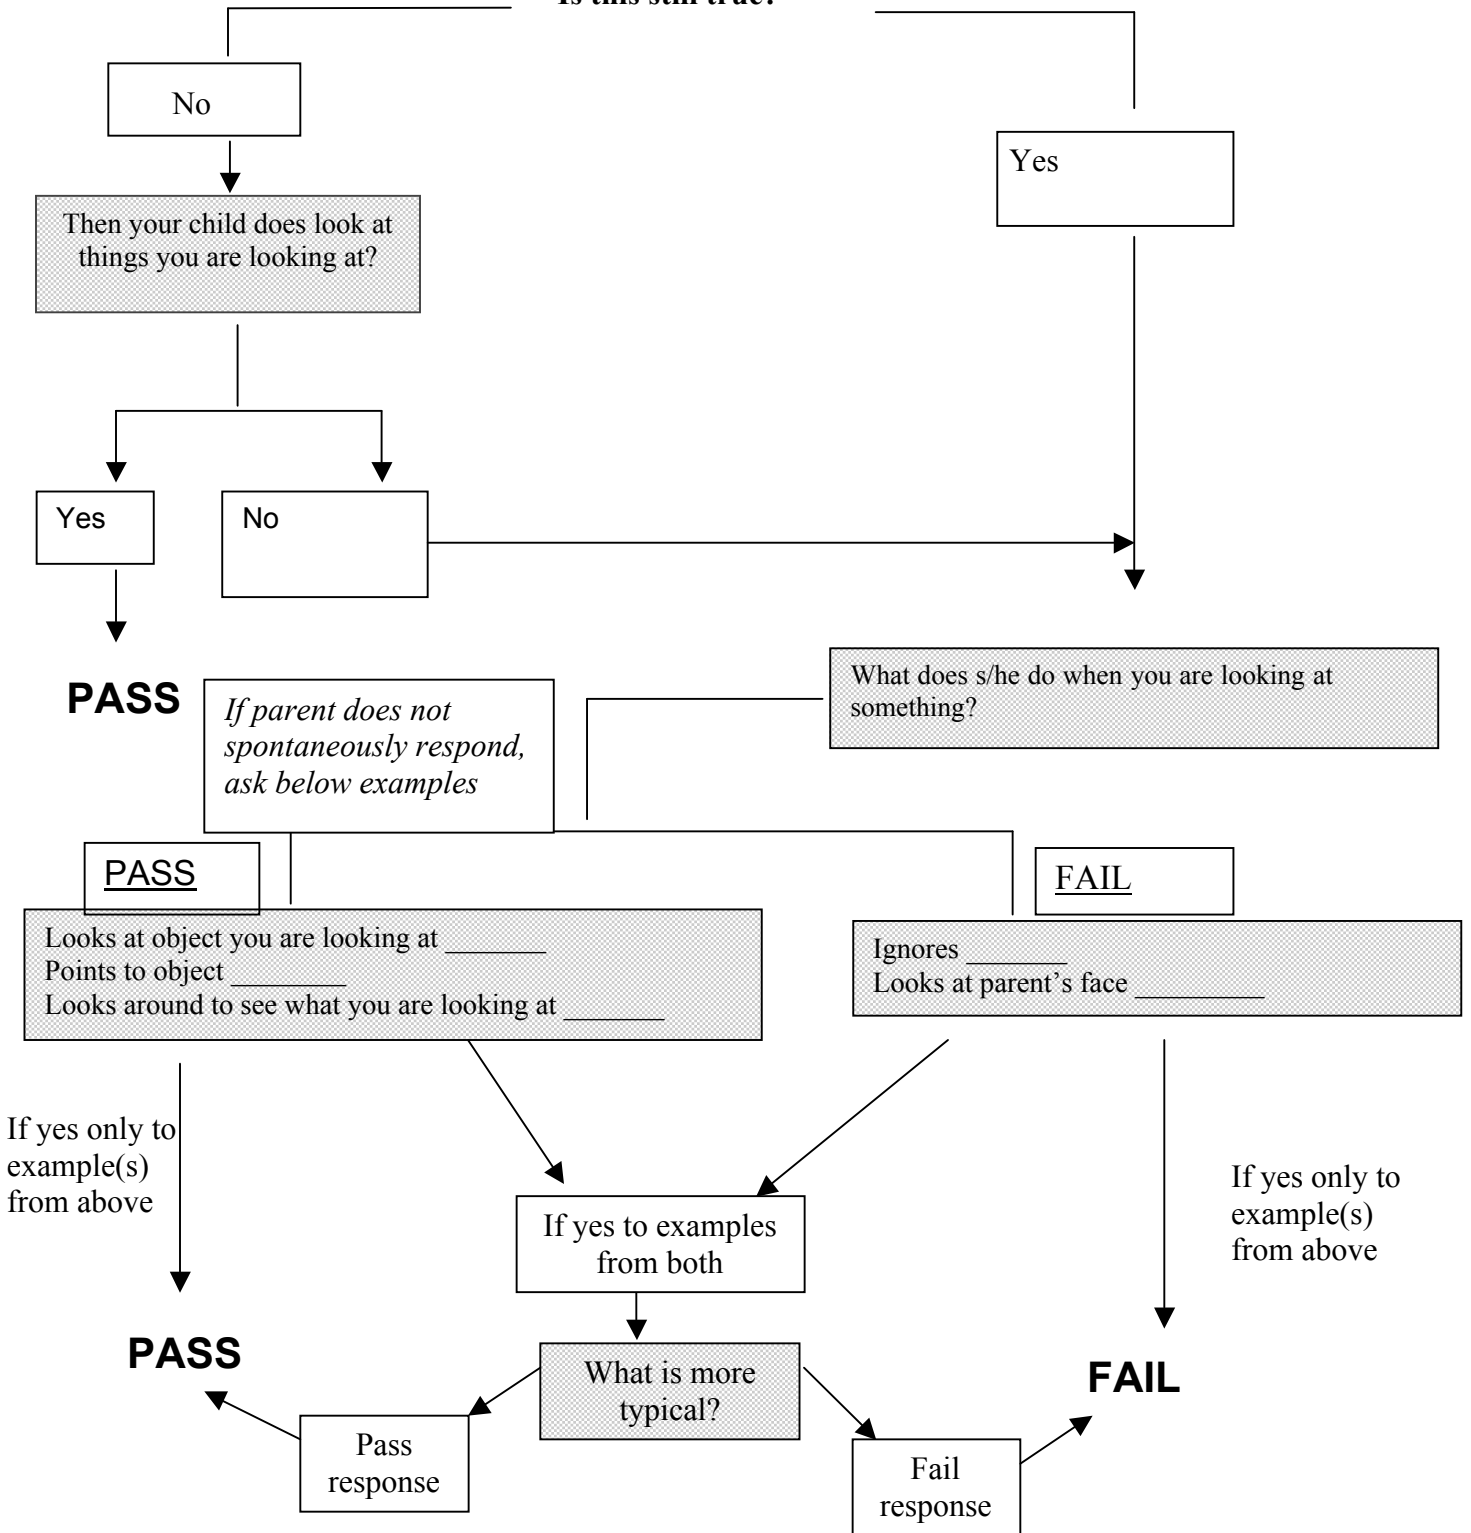 Is this still true?
No
Yes
Then your child does look at
things you are looking at?
Yes
No
What does s/he do when you are looking at
something?
PASS
If parent does not
spontaneously respond,
ask below examples
PASS
FAIL
Looks at object you are looking at _______
Points to object ________
Looks around to see what you are looking at _______
Ignores _______
Looks at parent’s face _________
If yes only to
example(s)
from above
If yes only to
example(s)
from above
If yes to examples
from both
PASS
What is more
typical?
FAIL
Pass
response
Fail
response